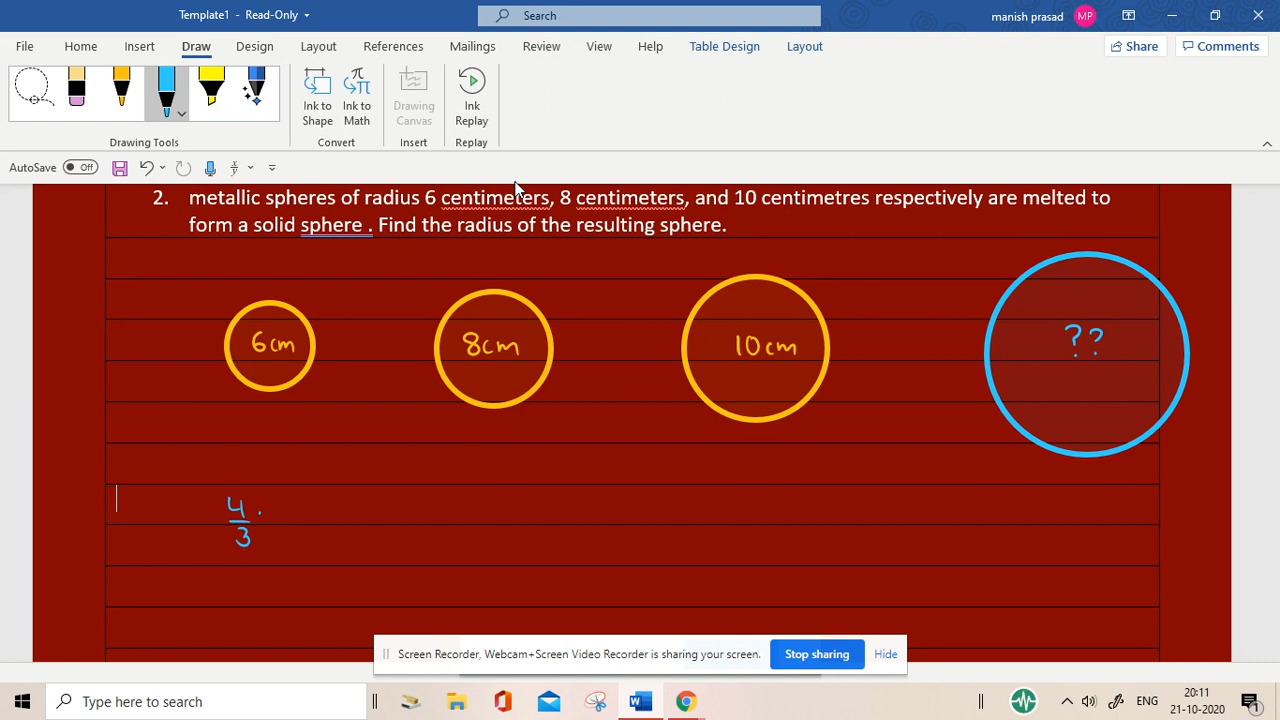 Template1 - Read-Only
Search
manish prasad
MP
File Home Insert Draw Design Layout References Mailings Review View Help Table Design Layout
Share
Comments
Ink to Shape
Ink to Math
Drawing Canvas
Ink Replay
Drawing Tools
Convert
Insert
Replay
AutoSave Off
2. metallic spheres of radius 6 centimeters, 8 centimeters, and 10 centimetres respectively are melted to
form a solid sphere . Find the radius of the resulting sphere.
6cm
8cm
10cm
??
4
3
Screen Recorder, Webcam+Screen Video Recorder is sharing your screen.
Stop sharing
Hide
Type here to search
ENG
20:11
21-10-2020
1